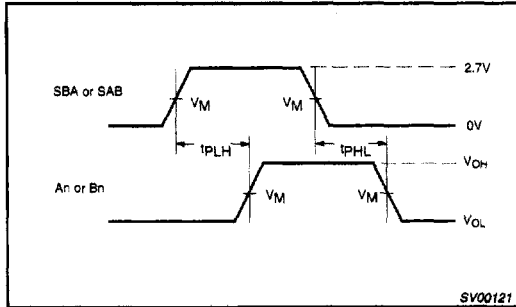 2.7V
SBA or SAB
VM
VM
0V
tPLH
tPHL
VOH
An or Bn
VM
VM
VOL
SV00121